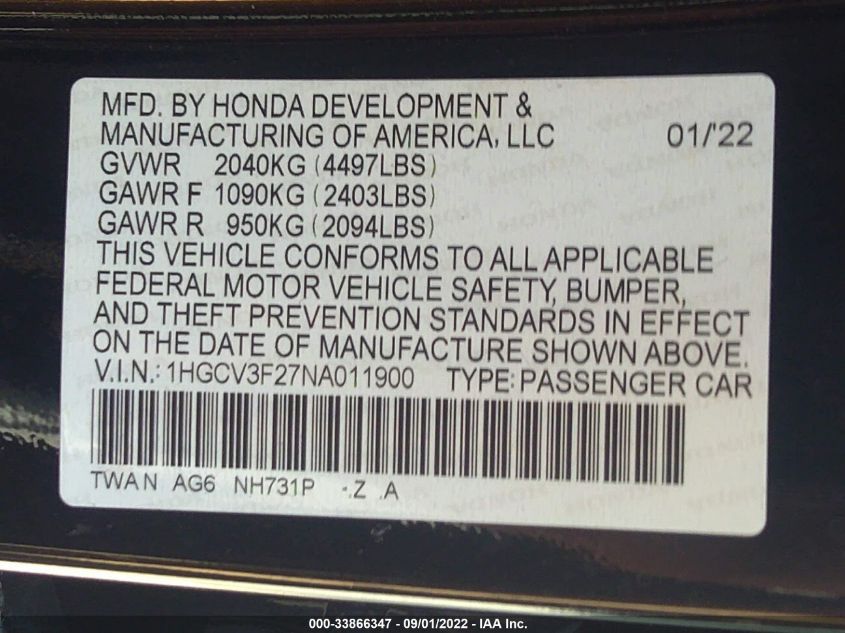 MFD. BY HONDA DEVELOPMENT &
MANUFACTURING OF AMERICA, LLC 01/'22
GVWR 2040KG (4497LBS)
GAWR F 1090KG (2403LBS)
GAWR R 950KG (2094LBS)
THIS VEHICLE CONFORMS TO ALL APPLICABLE
FEDERAL MOTOR VEHICLE SAFETY, BUMPER,
AND THEFT PREVENTION STANDARDS IN EFFECT
ON THE DATE OF MANUFACTURE SHOWN ABOVE.
V.I.N.: 1HGCV3F27NA011900 TYPE: PASSENGER CAR
TWAN AG6 NH731P -.Z .A
000-33866347 - 09/01/2022 - IAA Inc.